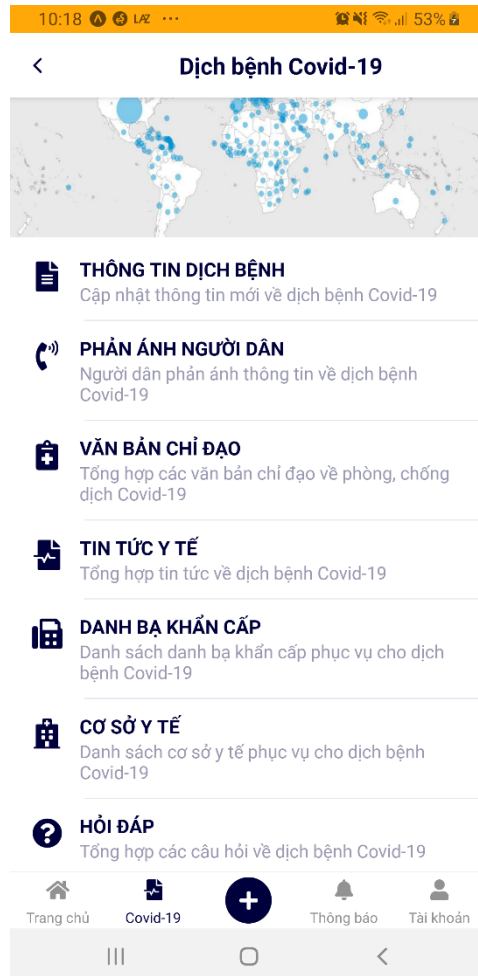 10:18 LAZ ... 53%
Dịch bệnh Covid-19
THÔNG TIN DỊCH BỆNH
Cập nhật thông tin mới về dịch bệnh Covid-19
PHẢN ÁNH NGƯỜI DÂN
Người dân phản ánh thông tin về dịch bệnh
Covid-19
VĂN BẢN CHỈ ĐẠO
Tổng hợp các văn bản chỉ đạo về phòng, chống
dịch Covid-19
TIN TỨC Y TẾ
Tổng hợp tin tức về dịch bệnh Covid-19
DANH BẠ KHẨN CẤP
Danh sách danh bạ khẩn cấp phục vụ cho dịch
bệnh Covid-19
CƠ SỞ Y TẾ
Danh sách cơ sở y tế phục vụ cho dịch bệnh
Covid-19
HỎI ĐÁP
Tổng hợp các câu hỏi về dịch bệnh Covid-19
Trang chủ Covid-19 Thông báo Tài khoản